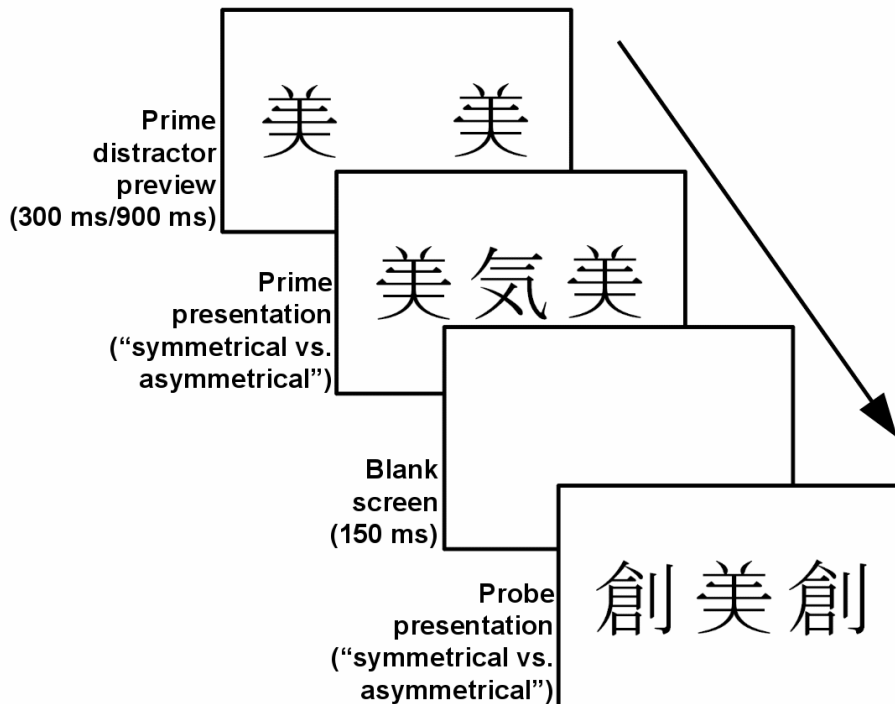 美 美
Prime
distractor
preview
(300 ms/900 ms)
美 気 美
Prime
presentation
(“symmetrical vs.
asymmetrical”)
Blank
screen
(150 ms)
創 美 創
Probe
presentation
(“symmetrical vs.
asymmetrical”)